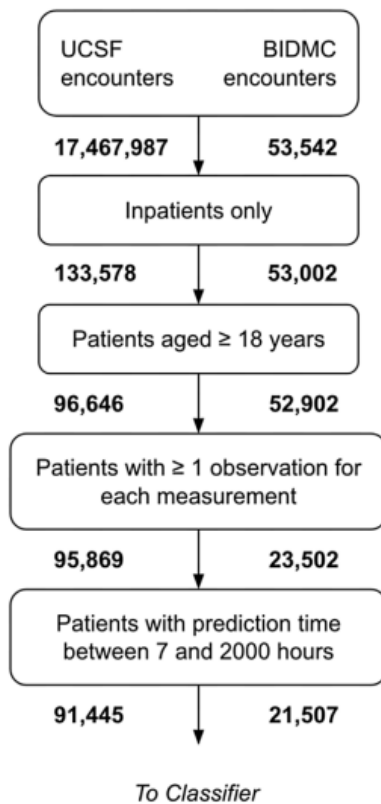 UCSF BIDMC
encounters encounters
17,467,987 53,542
Inpatients only
133,578 53,002
Patients aged ≥ 18 years
96,646 52,902
Patients with ≥ 1 observation for
each measurement
95,869 23,502
Patients with prediction time
between 7 and 2000 hours
91,445 21,507
To Classifier